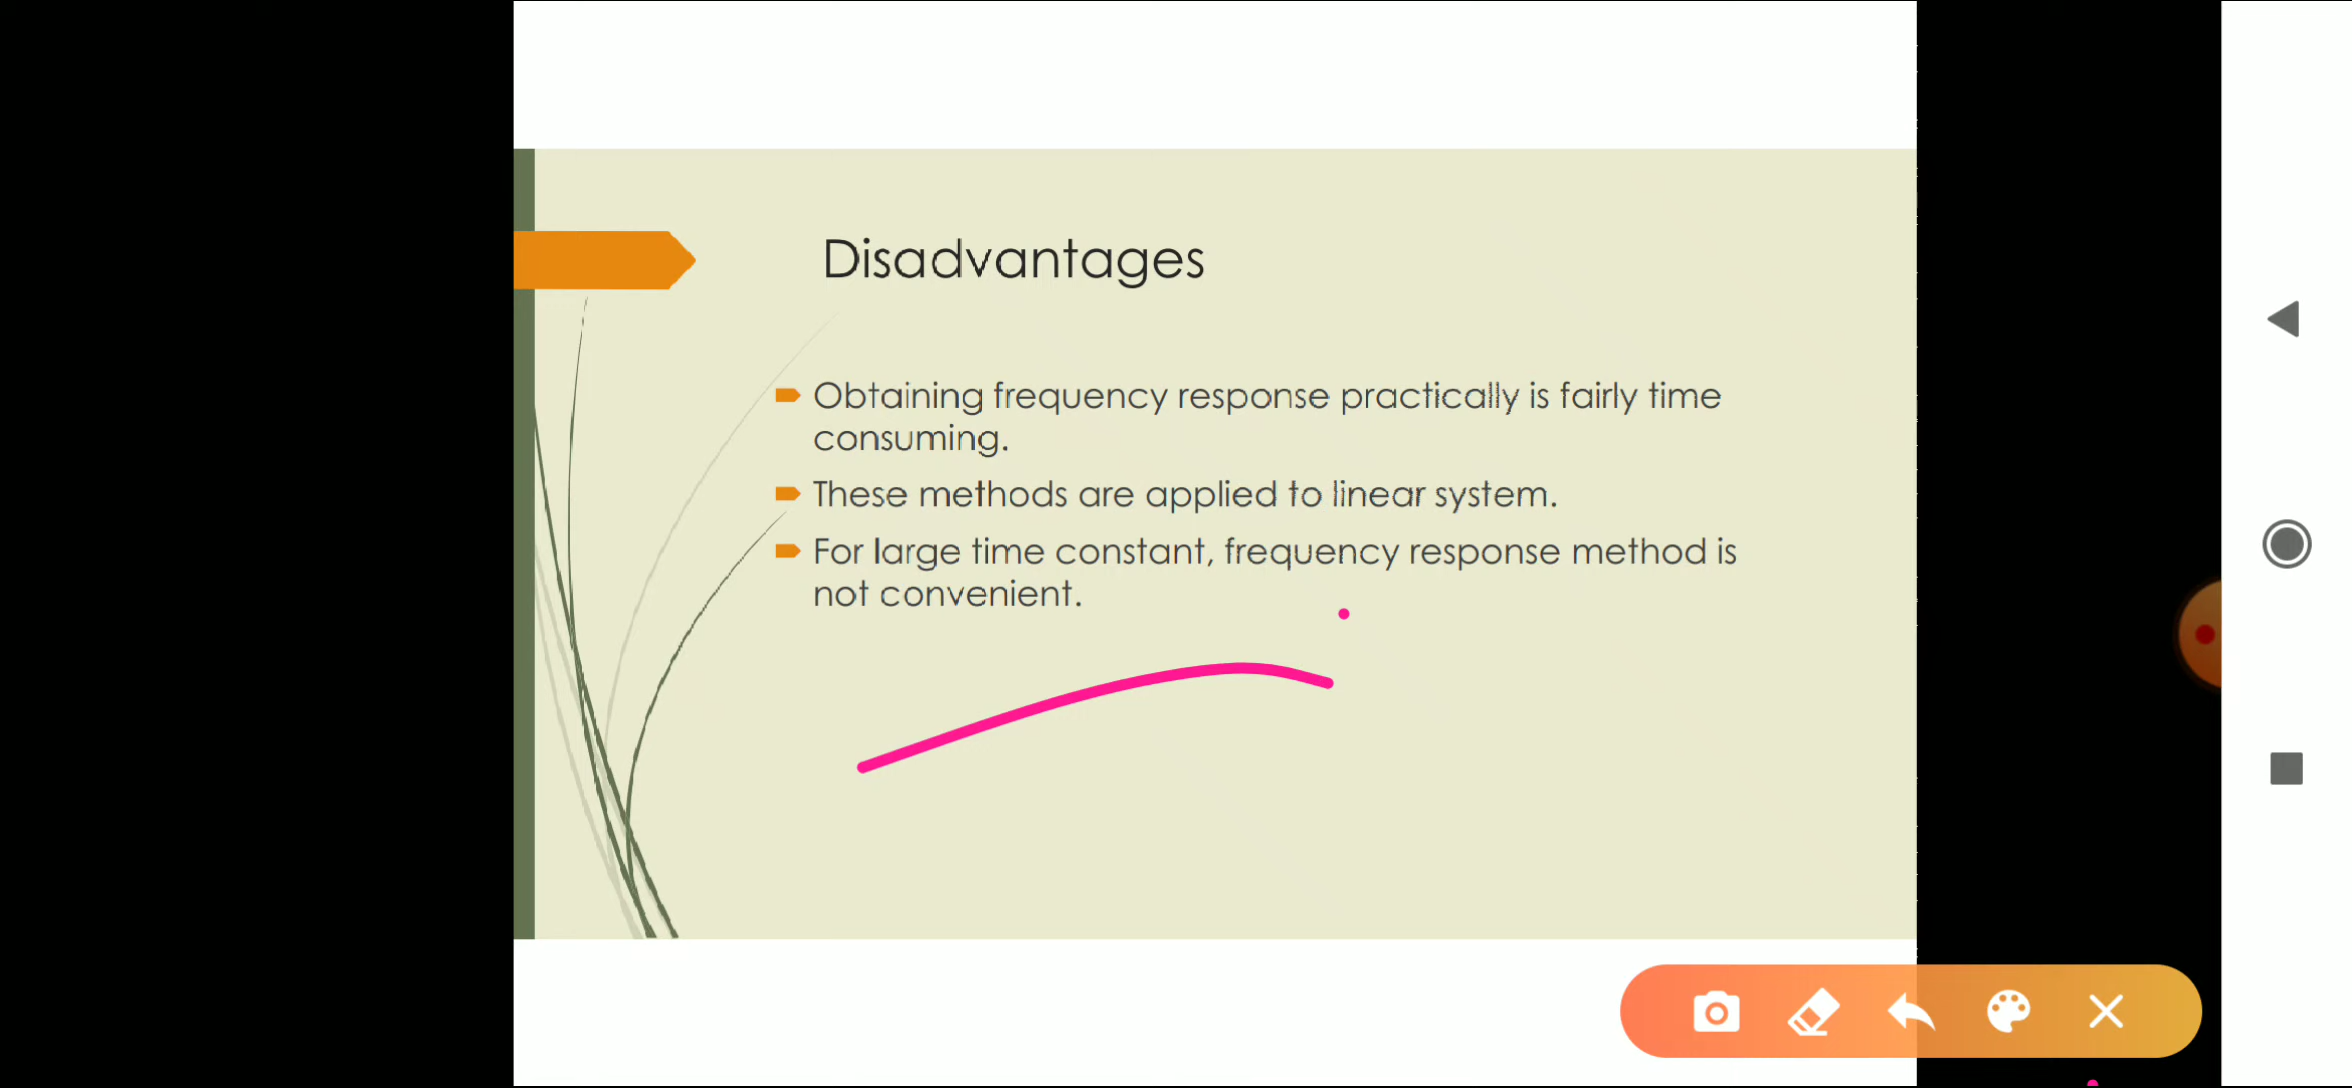 Disadvantages
Obtaining frequency response practically is fairly time
consuming.
These methods are applied to linear system.
For large time constant, frequency response method is
not convenient.